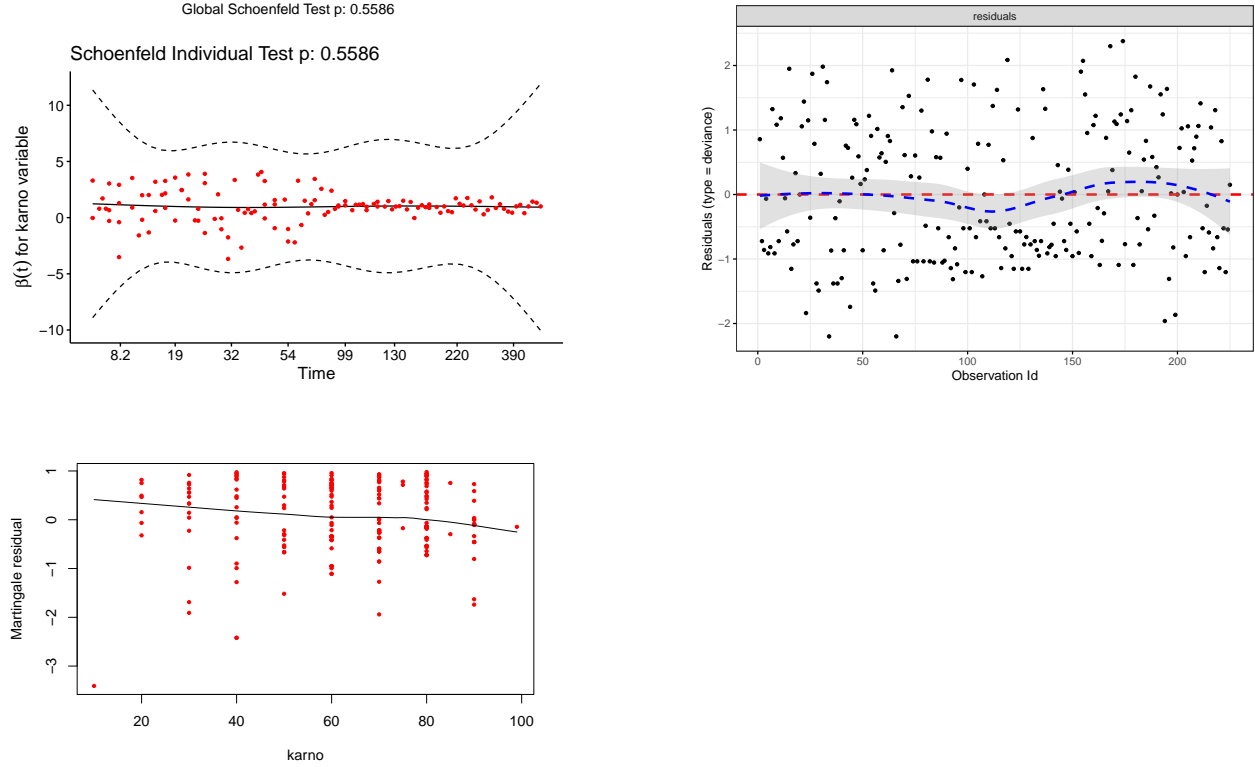 Global Schoenfeld Test p: 0.5586
Schoenfeld Individual Test p: 0.5586
β(t) for karno variable
10
5
0
−5
−10
8.2 19 32 54 99 130 220 390
Time
residuals
Residuals (type = deviance)
2
1
0
−1
−2
0 50 100 150 200
Observation Id
Martingale residual
1
0
−1
−2
−3
20 40 60 80 100
karno